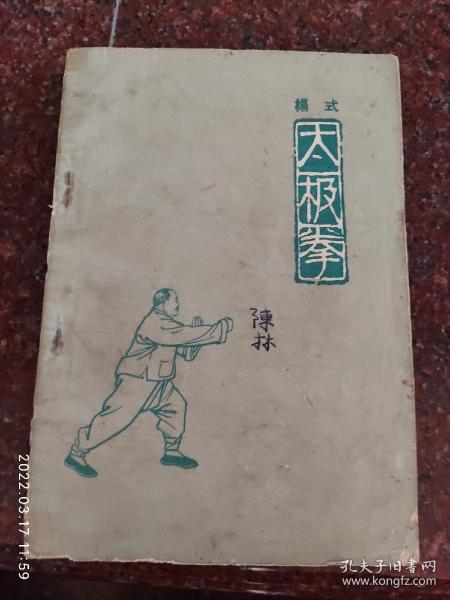 楊式
太极拳
陳林
2022.03.17 11:59
孔夫子旧书网
www.kongfz.com